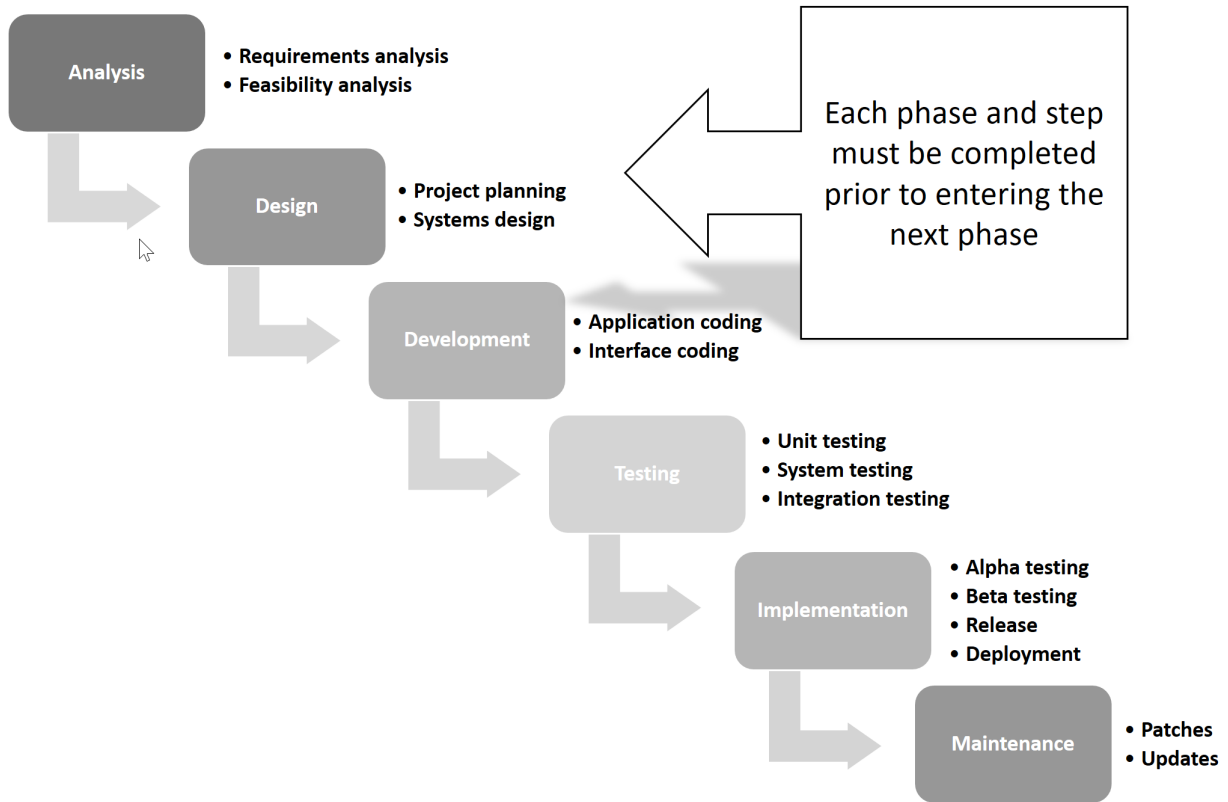 Analysis
• Requirements analysis
• Feasibility analysis
Each phase and step
must be completed
prior to entering the
next phase
Design
• Project planning
• Systems design
Development
• Application coding
• Interface coding
Testing
• Unit testing
• System testing
• Integration testing
Implementation
• Alpha testing
• Beta testing
• Release
• Deployment
Maintenance
• Patches
• Updates